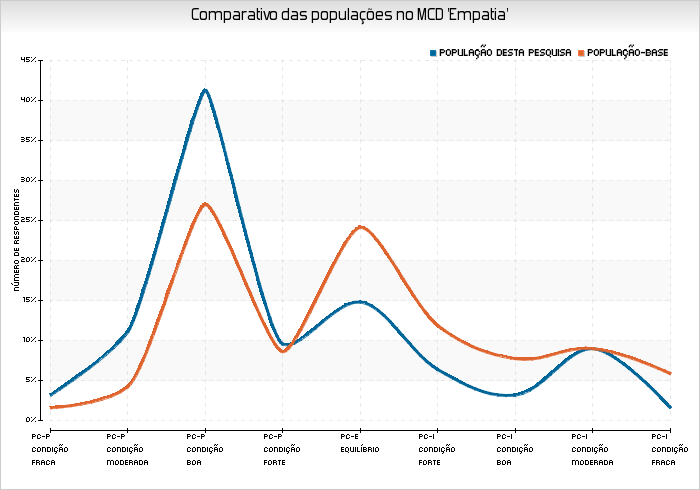 Comparativo das populações no MCD 'Empatia'
POPULAÇÃO DESTA PESQUISA POPULAÇÃO-BASE
45%
40%
35%
30%
25%
20%
15%
10%
5%
0%
NÚMERO DE RESPONDENTES
PC-P CONDIÇÃO FRACA
PC-P CONDIÇÃO MODERADA
PC-P CONDIÇÃO BOA
PC-P CONDIÇÃO FORTE
PC-E EQUILÍBRIO
PC-I CONDIÇÃO FORTE
PC-I CONDIÇÃO BOA
PC-I CONDIÇÃO MODERADA
PC-I CONDIÇÃO FRACA